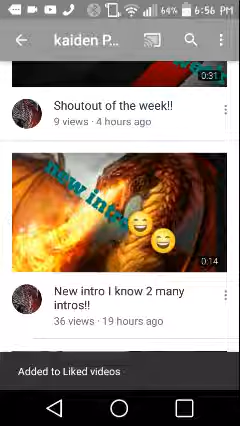 64% 6:56 PM
kaiden P...
0:31
Shoutout of the week!!
9 views · 4 hours ago
new intro
0:14
New intro I know 2 many
intros!!
36 views · 19 hours ago
Added to Liked videos